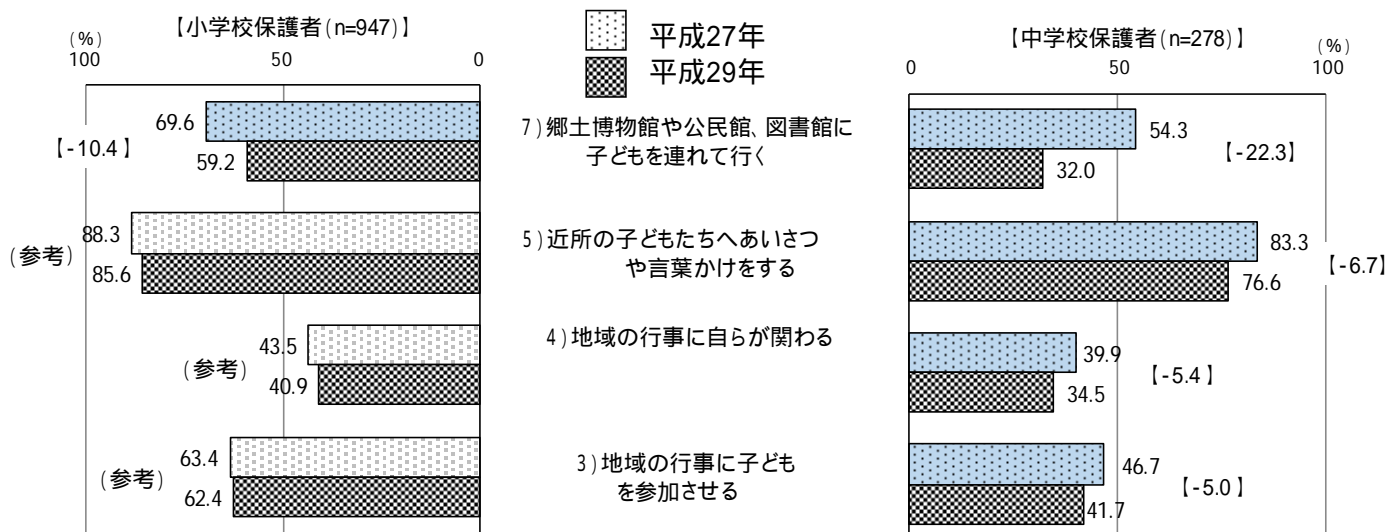 【小学校保護者(n=947)】
(%)
100 50 0
平成27年
平成29年
【中学校保護者(n=278)】
(%)
0 50 100
69.6
【-10.4】
59.2
7)郷土博物館や公民館、図書館に
子どもを連れて行く
54.3
【-22.3】
32.0
88.3
(参考)
85.6
5)近所の子どもたちへあいさつ
や言葉かけをする
83.3
【-6.7】
76.6
43.5
(参考)
40.9
4)地域の行事に自らが関わる
39.9
【-5.4】
34.5
63.4
(参考)
62.4
3)地域の行事に子ども
を参加させる
46.7
【-5.0】
41.7